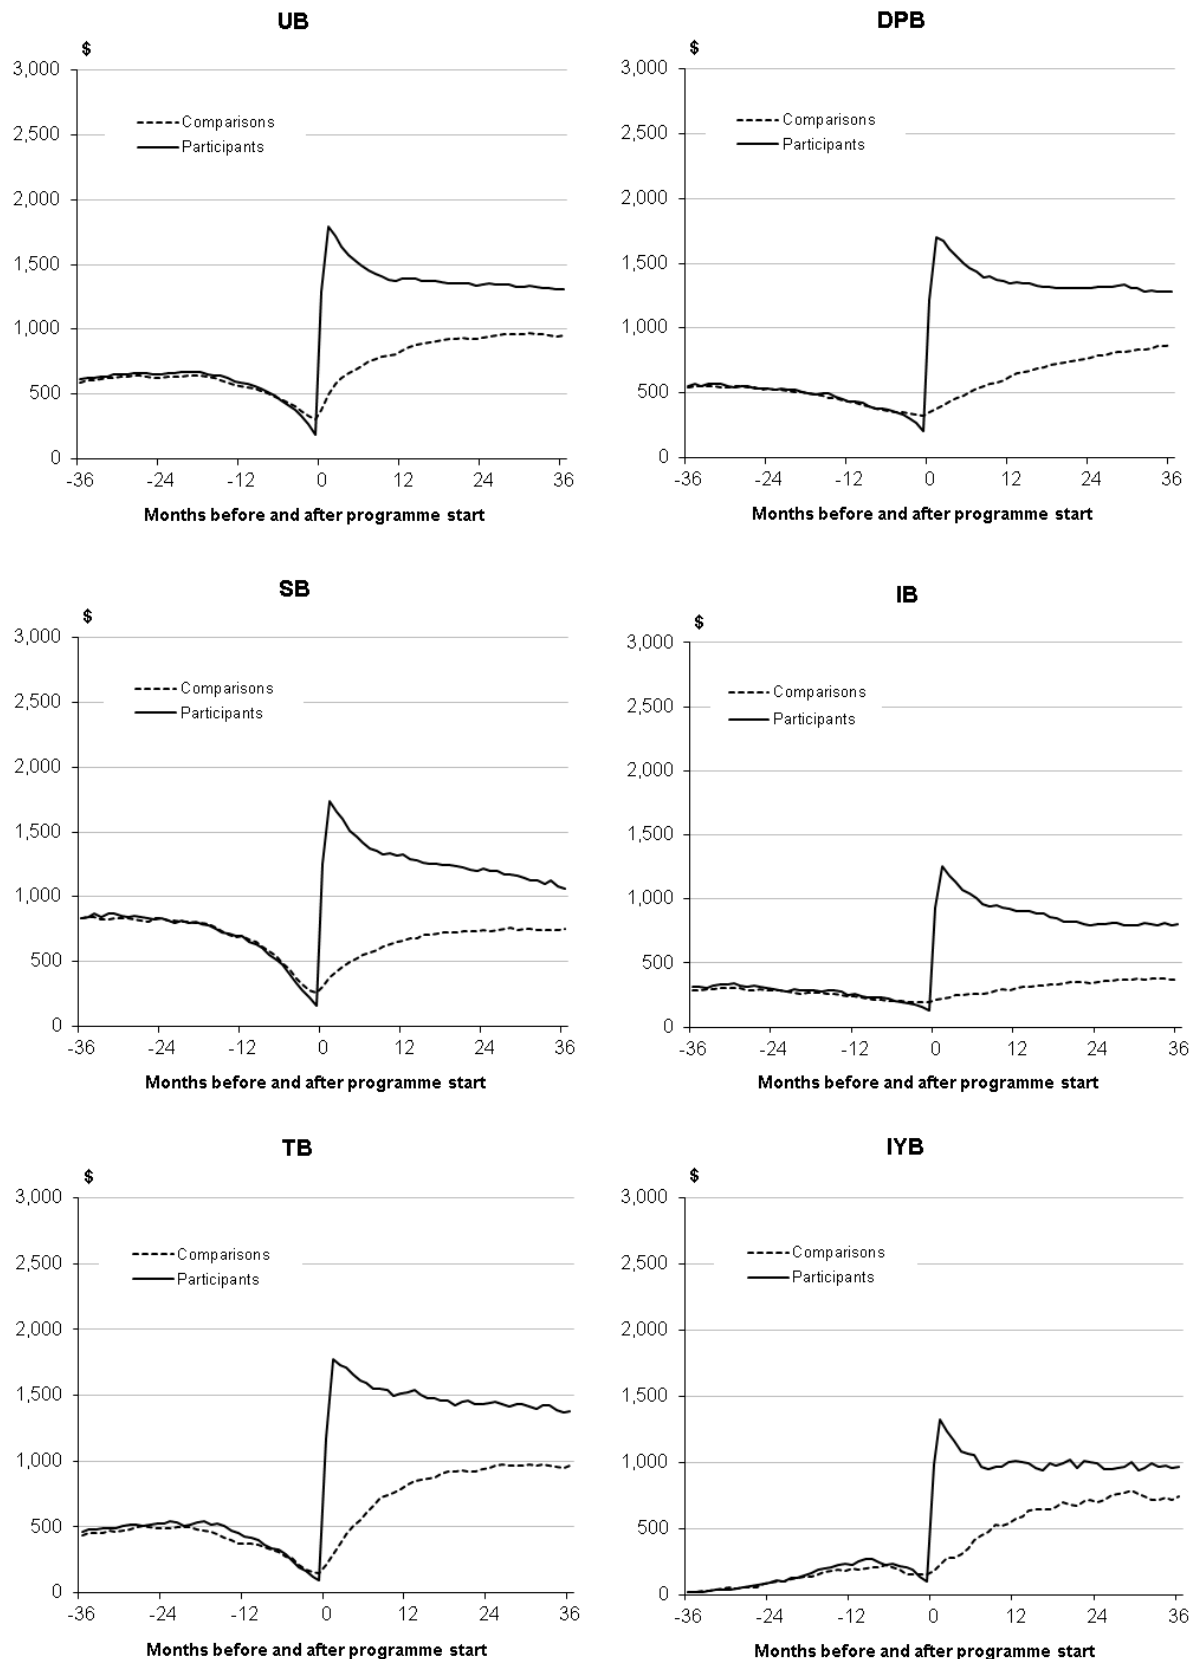 UB
$
3,000
2,500
2,000
1,500
1,000
500
0
Comparisons
Participants
-36 -24 -12 0 12 24 36
Months before and after programme start
DPB
$
3,000
2,500
2,000
1,500
1,000
500
0
Comparisons
Participants
-36 -24 -12 0 12 24 36
Months before and after programme start
SB
$
3,000
2,500
2,000
1,500
1,000
500
0
Comparisons
Participants
-36 -24 -12 0 12 24 36
Months before and after programme start
IB
$
3,000
2,500
2,000
1,500
1,000
500
0
Comparisons
Participants
-36 -24 -12 0 12 24 36
Months before and after programme start
TB
$
3,000
2,500
2,000
1,500
1,000
500
0
Comparisons
Participants
-36 -24 -12 0 12 24 36
Months before and after programme start
IYB
$
3,000
2,500
2,000
1,500
1,000
500
0
Comparisons
Participants
-36 -24 -12 0 12 24 36
Months before and after programme start